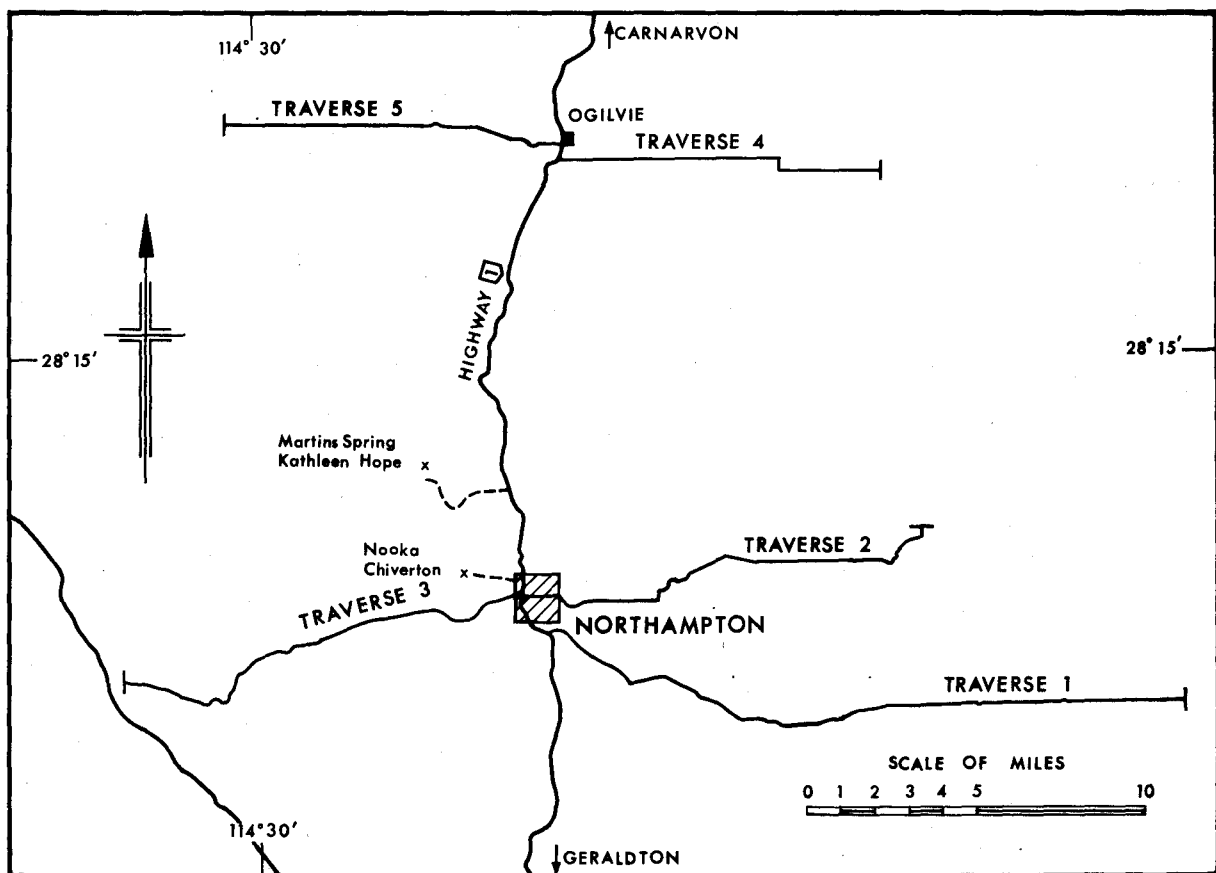 114° 30′
CARNARVON
TRAVERSE 5
OGILVIE
TRAVERSE 4
HIGHWAY 1
28° 15′
28° 15′
Martins Spring
Kathleen Hope x
Nooka
Chiverton x
TRAVERSE 2
TRAVERSE 3
NORTHAMPTON
TRAVERSE 1
SCALE OF MILES
0 1 2 3 4 5 10
114° 30′
GERALDTON